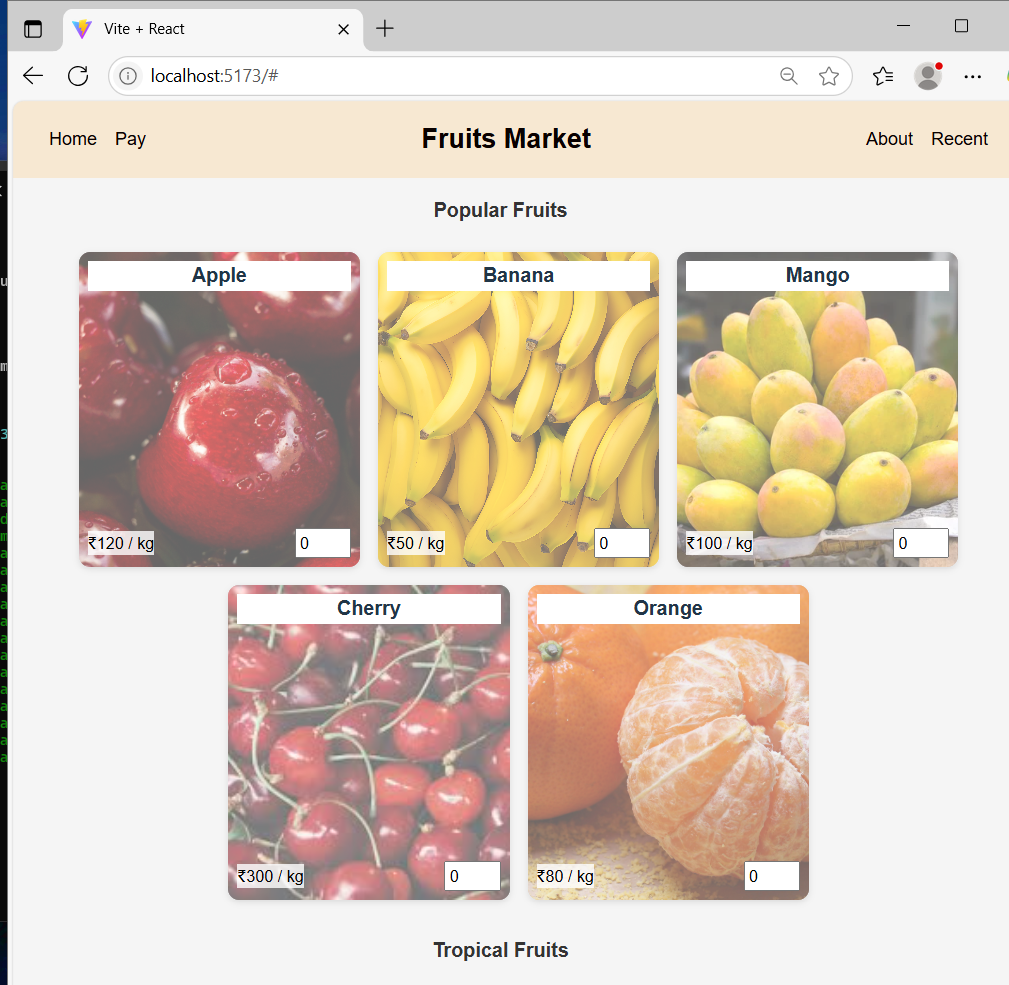 Vite + React
localhost:5173/#
Home Pay Fruits Market About Recent
Popular Fruits
Apple Banana Mango
₹120 / kg 0 ₹50 / kg 0 ₹100 / kg 0
Cherry Orange
₹300 / kg 0 ₹80 / kg 0
Tropical Fruits